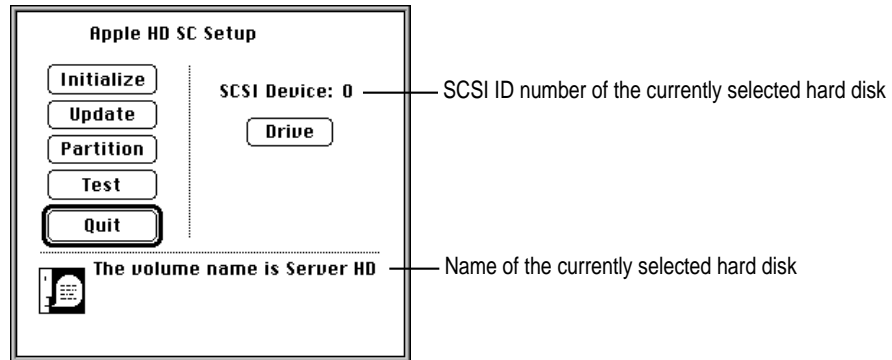 Apple HD SC Setup
Initialize
Update
Partition
Test
Quit
SCSI Device: 0
Drive
SCSI ID number of the currently selected hard disk
The volume name is Server HD
Name of the currently selected hard disk